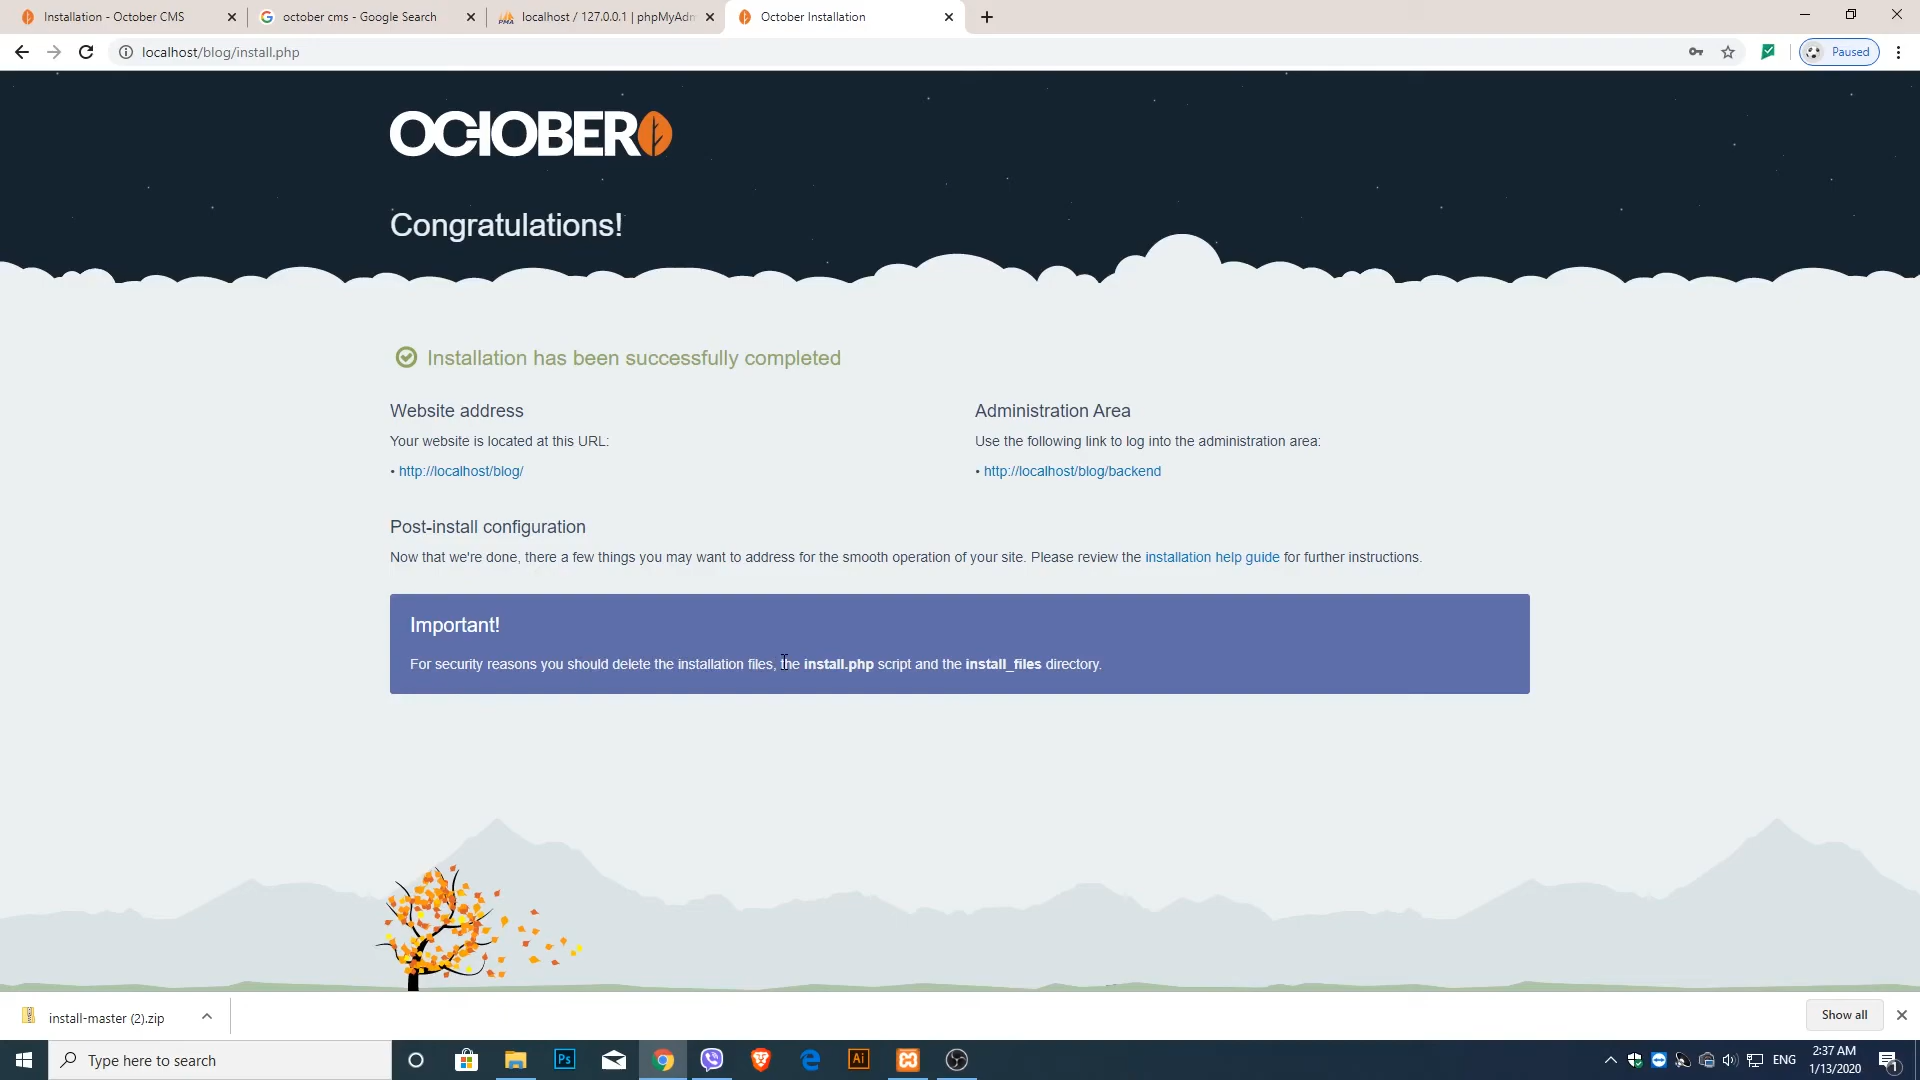 Installation - October CMS
october cms - Google Search
localhost / 127.0.0.1 | phpMyAdm
October Installation
localhost/blog/install.php
Paused
OCTOBER
Congratulations!
Installation has been successfully completed
Website address
Your website is located at this URL:
• http://localhost/blog/
Administration Area
Use the following link to log into the administration area:
• http://localhost/blog/backend
Post-install configuration
Now that we're done, there a few things you may want to address for the smooth operation of your site. Please review the installation help guide for further instructions.
Important!
For security reasons you should delete the installation files, the install.php script and the install_files directory.
install-master (2).zip
Show all
Type here to search
Ps
Ai
ENG
2:37 AM
1/13/2020
1